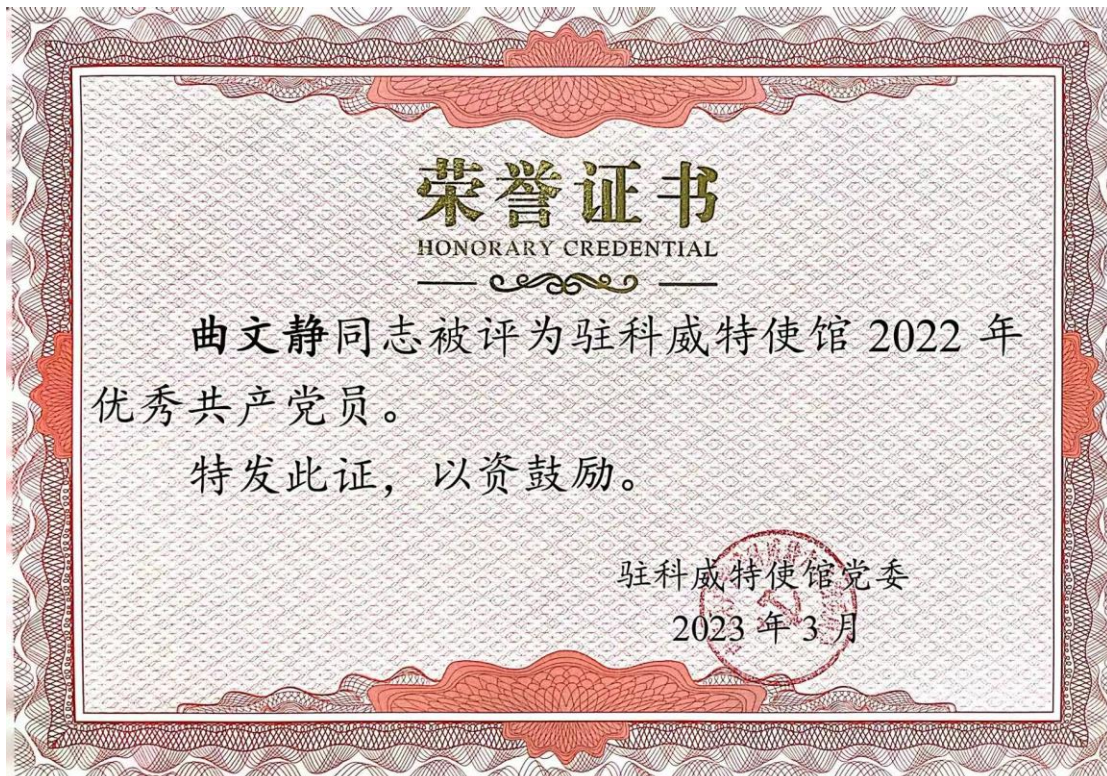 荣誉证书
HONORARY CREDENTIAL
曲文静同志被评为驻科威特使馆 2022 年
优秀共产党员。
特发此证，以资鼓励。
驻科威特使馆党委
2023 年 3 月